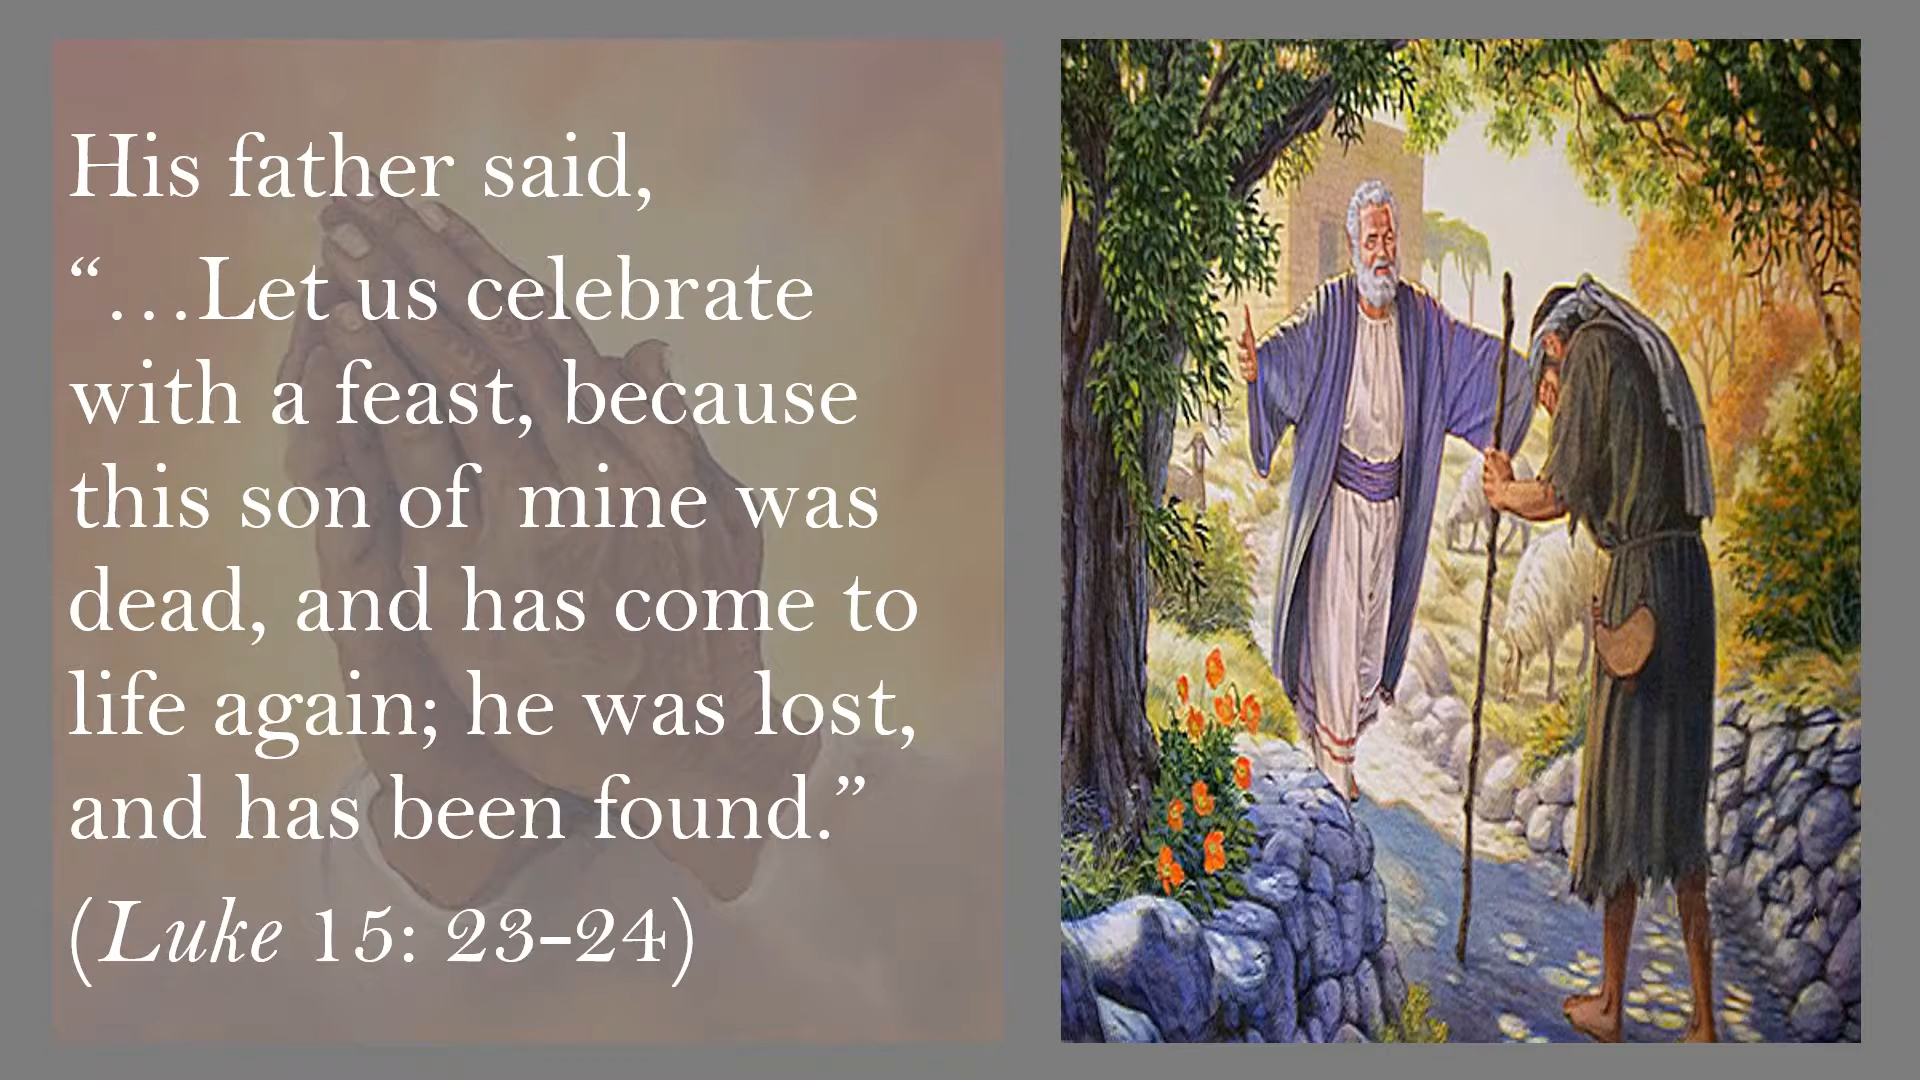 His father said,
“…Let us celebrate
with a feast, because
this son of mine was
dead, and has come to
life again; he was lost,
and has been found.”
(Luke 15: 23-24)